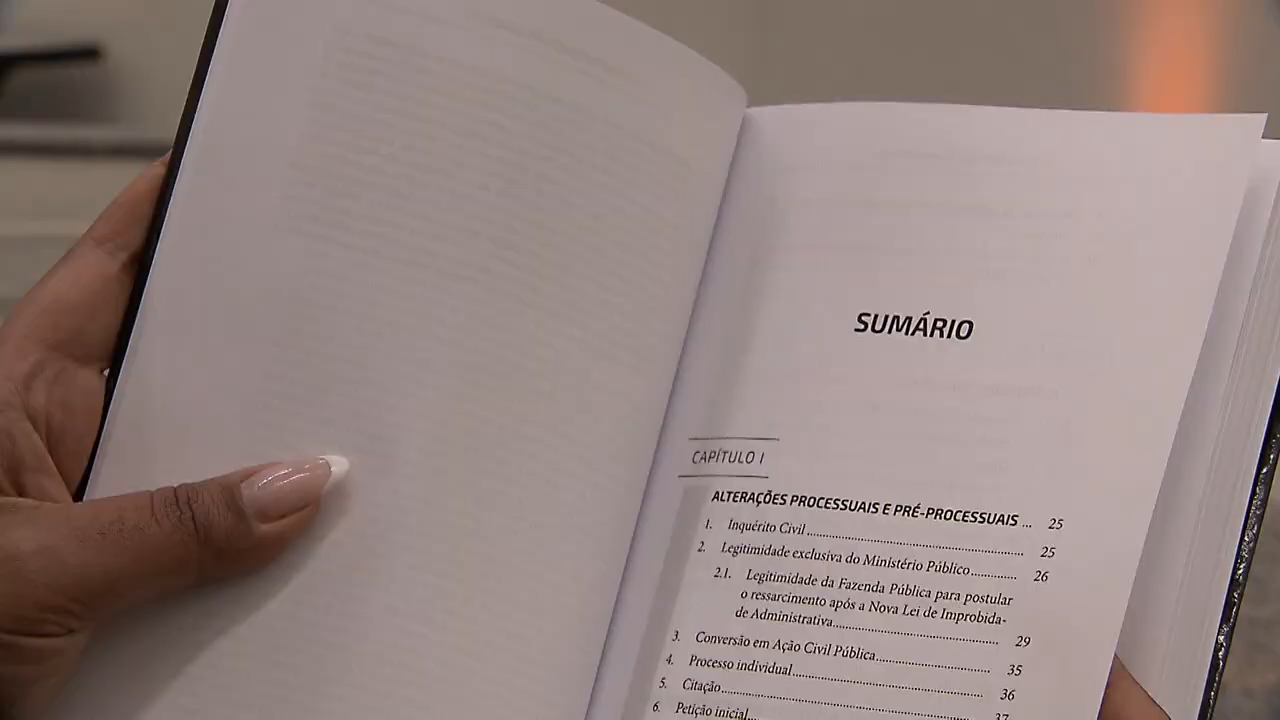 SUMÁRIO
CAPÍTULO I
ALTERAÇÕES PROCESSUAIS E PRÉ-PROCESSUAIS ... 25
1. Inquérito Civil .......... 25
2. Legitimidade exclusiva do Ministério Público .......... 26
2.1. Legitimidade da Fazenda Pública para postular
o ressarcimento após a Nova Lei de Improbida-
de Administrativa .......... 29
3. Conversão em Ação Civil Pública .......... 35
4. Processo individual .......... 36
5. Citação .......... 37
6. Petição inicial